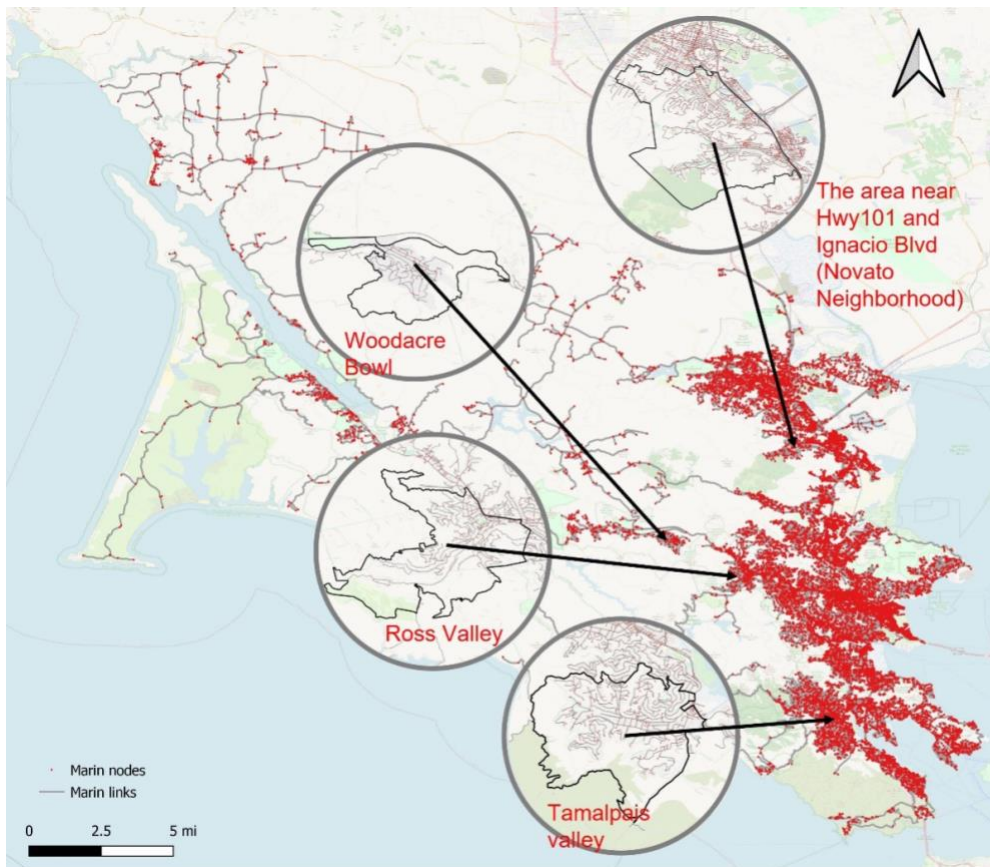 The area near
Hwy101 and
Ignacio Blvd
(Novato
Neighborhood)
Woodacre
Bowl
Ross Valley
Tamalpais
valley
Marin nodes
Marin links
0 2.5 5 mi